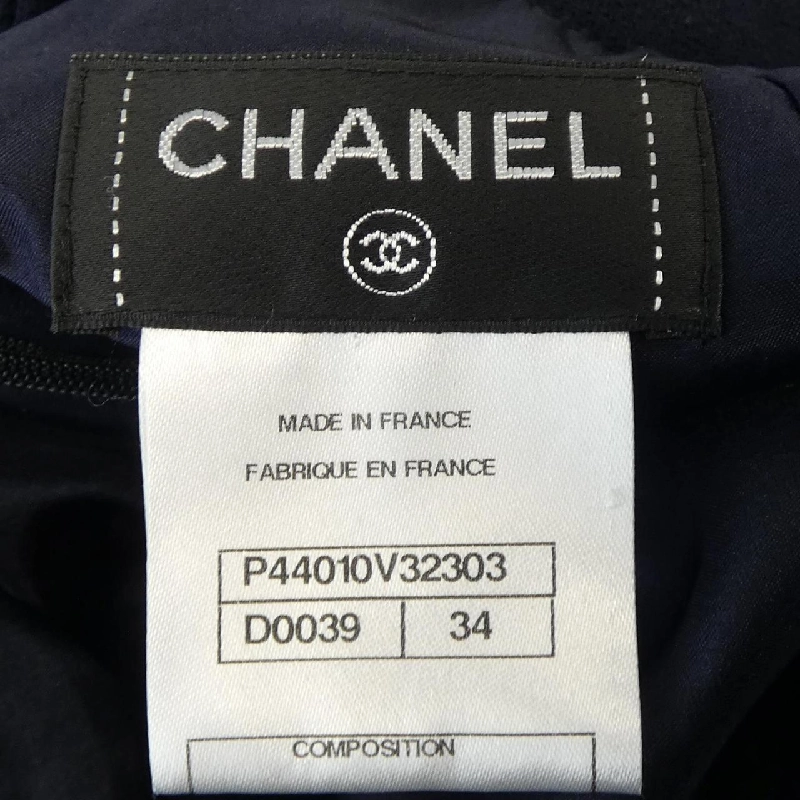 CHANEL
MADE IN FRANCE
FABRIQUE EN FRANCE
P44010V32303
D0039 34
COMPOSITION